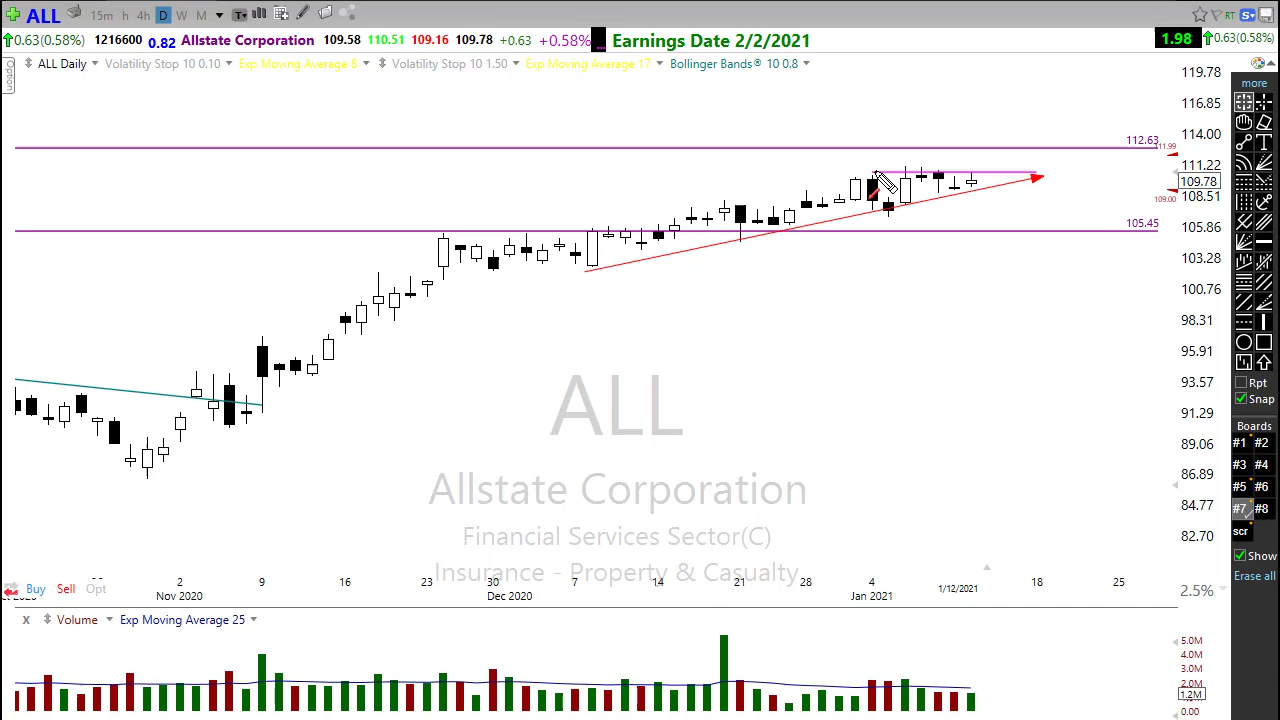 ALL 15m h 4h D W M T RT S
0.63(0.58%) 1216600 0.82 Allstate Corporation 109.58 110.51 109.16 109.78 +0.63 +0.58% Earnings Date 2/2/2021 1.98 0.63(0.58%)
Option
ALL Daily Volatility Stop 10 0.10 Exp Moving Average 8 Volatility Stop 10 1.50 Exp Moving Average 17 Bollinger Bands® 10 0.8
119.78
116.85
114.00
112.63
111.99
111.22
109.78
109.00
108.51
105.45
105.86
103.28
100.76
98.31
95.91
93.57
91.29
89.06
86.89
84.77
82.70
2.5%
ALL
Allstate Corporation
Financial Services Sector(C)
Insurance - Property & Casualty
2 9 16 23 30 7 14 21 28 4 18 25
Nov 2020 Dec 2020 Jan 2021 1/12/2021
Buy Sell Opt
x Volume Exp Moving Average 25
5.0M
4.0M
3.0M
2.0M
1.2M
0.00
more
T
Rpt
Snap
Boards
#1 #2
#3 #4
#5 #6
#7 #8
scr
Show
Erase all